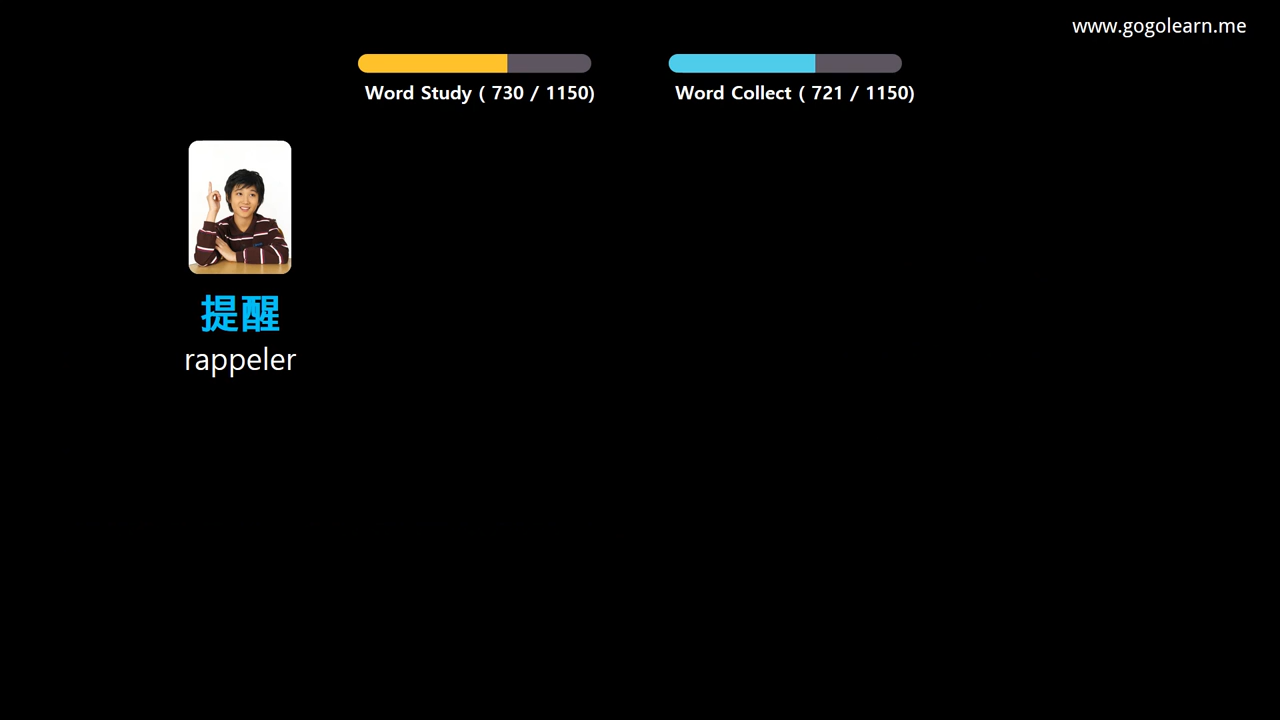 www.gogolearn.me
Word Study ( 730 / 1150)
Word Collect ( 721 / 1150)
提醒
rappeler